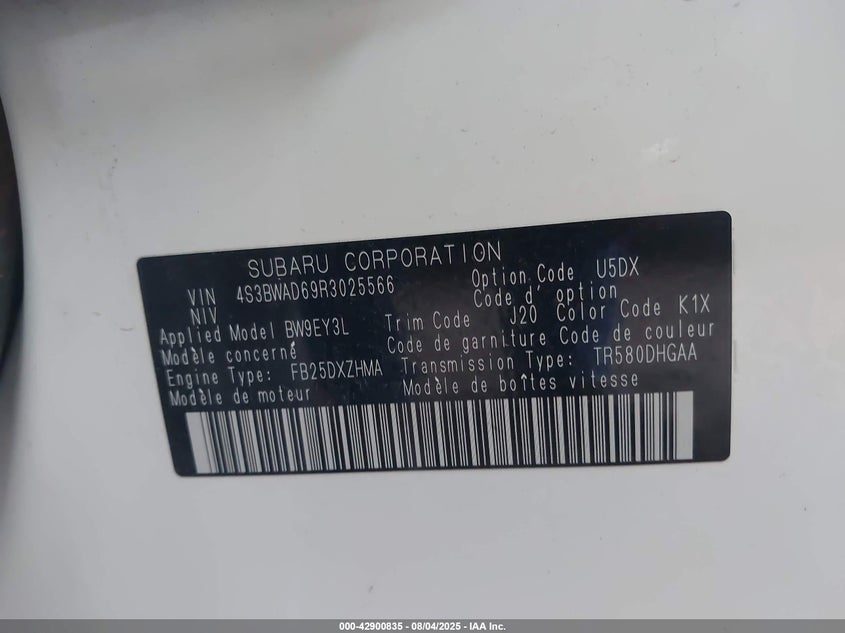 SUBARU CORPORATION
VIN 4S3BWAD69R3025566 Option Code U5DX
NIV Code d' option
Applied Model BW9EY3L Trim Code J20 Color Code K1X
Modèle concerné Code de garniture Code de couleur
Engine Type: FB25DXZHMA Transmission Type: TR580DHGAA
Modèle de moteur Modèle de boîtes vitesse
000-42900835 - 08/04/2025 - IAA Inc.